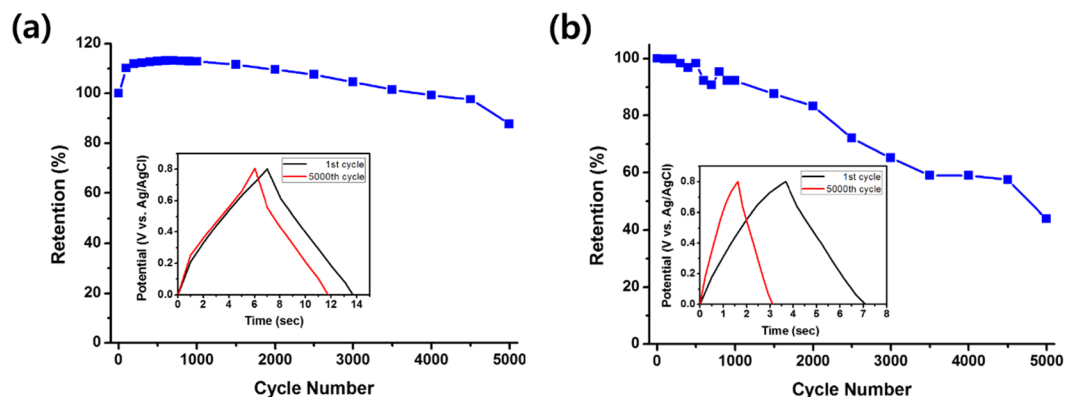 (a)
120
100
80
60
40
20
0
Retention (%)
0 1000 2000 3000 4000 5000
Cycle Number
1st cycle
5000th cycle
0.8
0.6
0.4
0.2
0.0
Potential (V vs. Ag/AgCl)
0 2 4 6 8 10 12 14
Time (sec)
(b)
100
80
60
40
20
0
Retention (%)
0 1000 2000 3000 4000 5000
Cycle Number
1st cycle
5000th cycle
0.8
0.6
0.4
0.2
0.0
Potential (V vs. Ag/AgCl)
0 1 2 3 4 5 6 7 8
Time (sec)